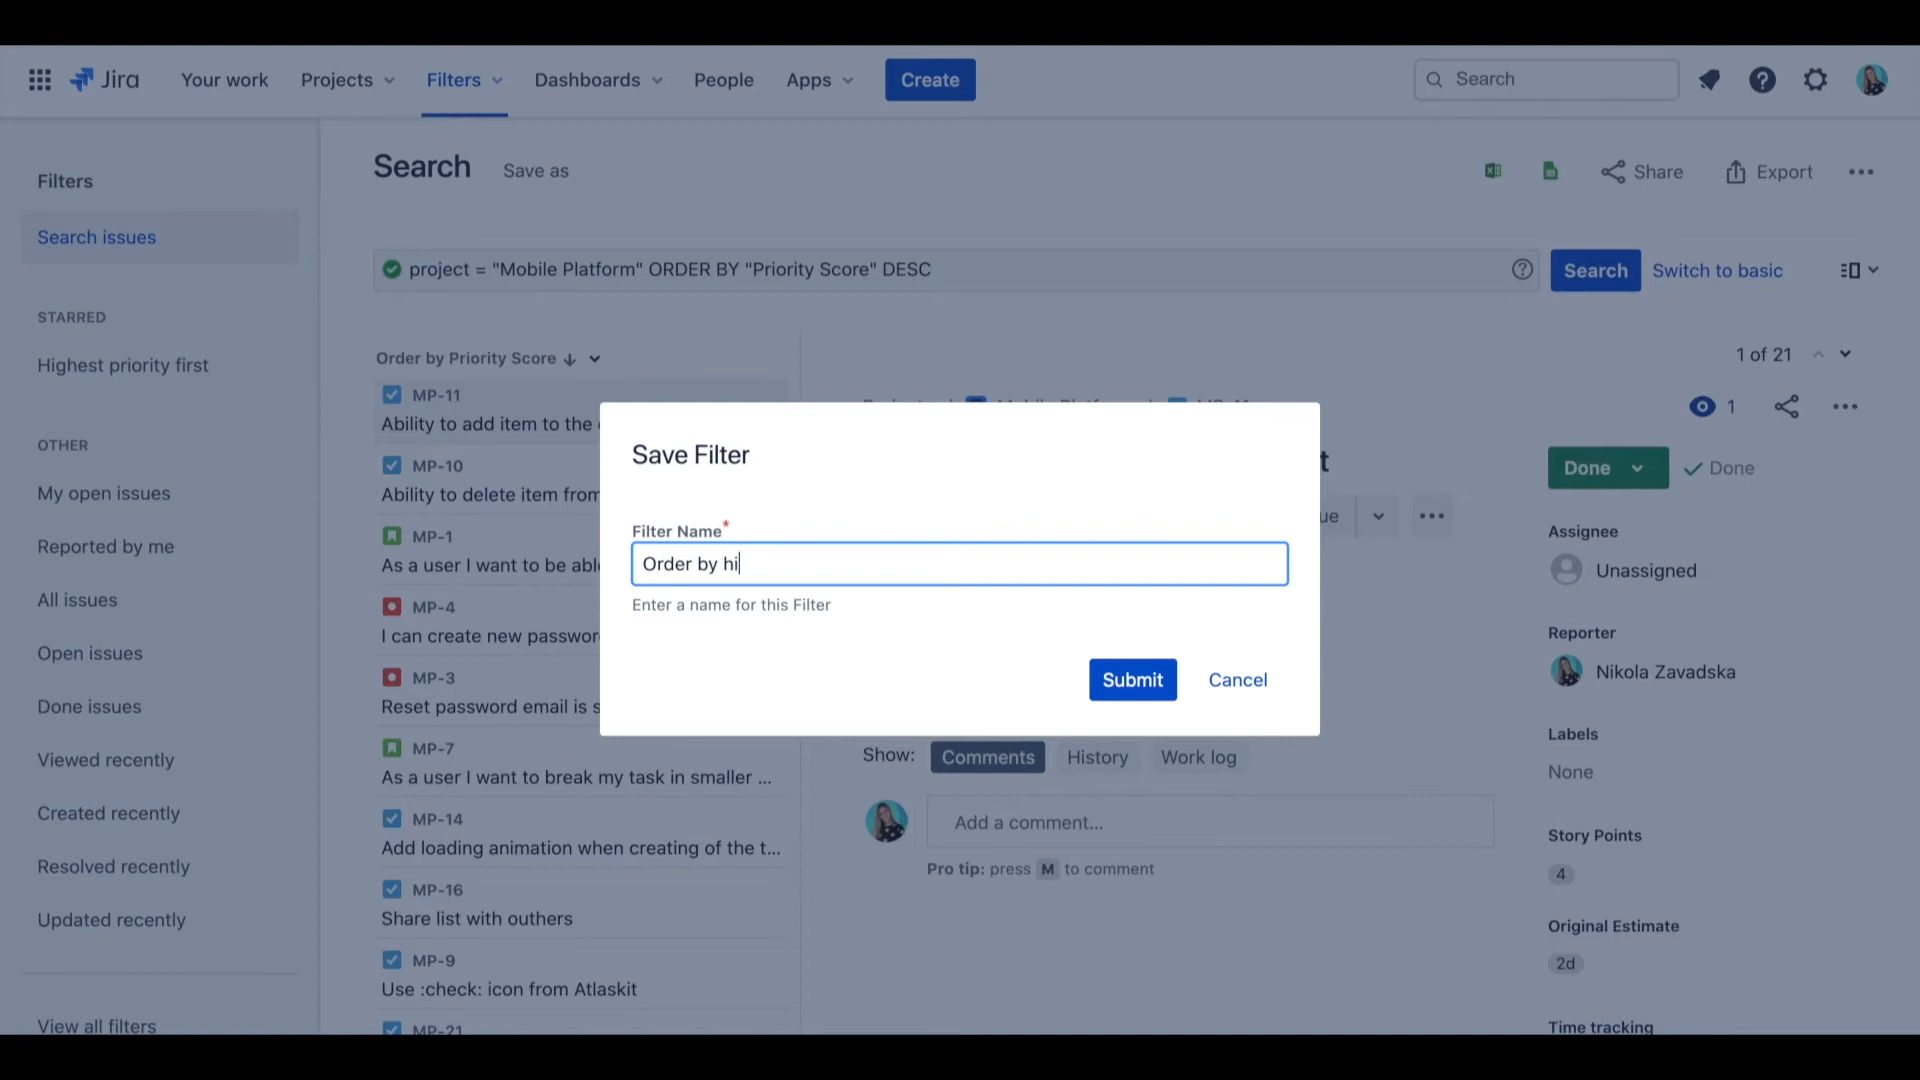 Jira
Your work
Projects
Filters
Dashboards
People
Apps
Create
Search
Filters
Search issues
STARRED
Highest priority first
OTHER
My open issues
Reported by me
All issues
Open issues
Done issues
Viewed recently
Created recently
Resolved recently
Updated recently
View all filters
Search
Save as
Share
Export
project = "Mobile Platform" ORDER BY "Priority Score" DESC
Search
Switch to basic
Order by Priority Score
MP-11
Ability to add item to the
MP-10
Ability to delete item from
MP-1
As a user I want to be abl
MP-4
I can create new passwor
MP-3
Reset password email is s
MP-7
As a user I want to break my task in smaller ...
MP-14
Add loading animation when creating of the t...
MP-16
Share list with outhers
MP-9
Use :check: icon from Atlaskit
MP-21
Save Filter
Filter Name*
Order by hi
Enter a name for this Filter
Submit
Cancel
Show:
Comments
History
Work log
Add a comment...
Pro tip: press M to comment
1 of 21
1
Done
Done
Assignee
Unassigned
Reporter
Nikola Zavadska
Labels
None
Story Points
4
Original Estimate
2d
Time tracking